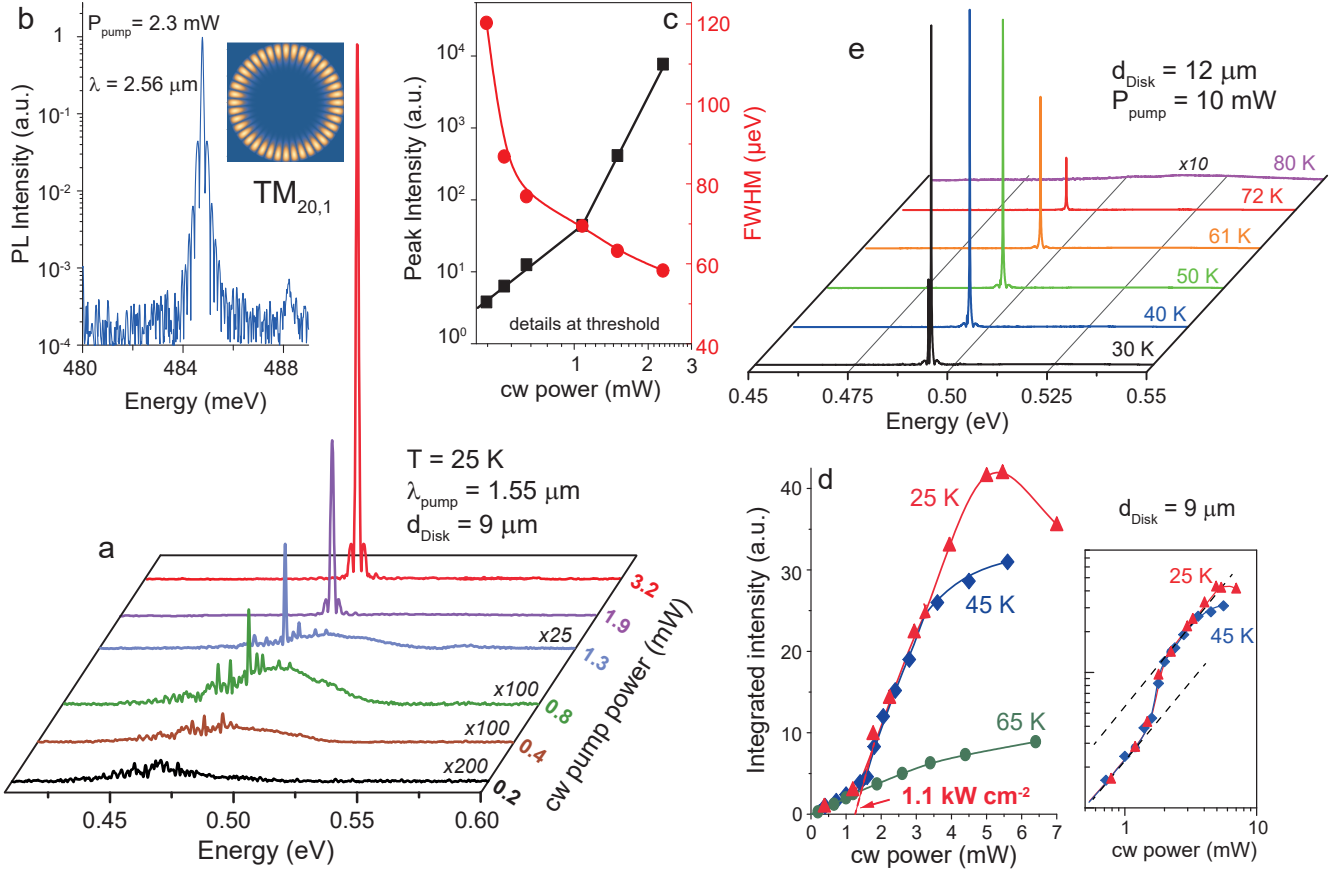 b
P_pump = 2.3 mW
λ = 2.56 µm
TM_20,1
PL Intensity (a.u.)
1
10^-1
10^-2
10^-3
10^-4
480
484
488
Energy (meV)
c
Peak Intensity (a.u.)
10^4
10^3
10^2
10^1
10^0
details at threshold
1
2
3
cw power (mW)
120
100
80
60
40
FWHM (µeV)
e
d_Disk = 12 µm
P_pump = 10 mW
x10
80 K
72 K
61 K
50 K
40 K
30 K
0.45
0.475
0.50
0.525
0.55
Energy (eV)
a
T = 25 K
λ_pump = 1.55 µm
d_Disk = 9 µm
x25
x100
x100
x200
3.2
1.9
1.3
0.8
0.4
0.2
cw pump power (mW)
0.45
0.50
0.55
0.60
Energy (eV)
d
Integrated intensity (a.u.)
40
30
20
10
0
25 K
45 K
65 K
1.1 kW cm^-2
0
1
2
3
4
5
6
7
cw power (mW)
d_Disk = 9 µm
25 K
45 K
1
10
cw power (mW)